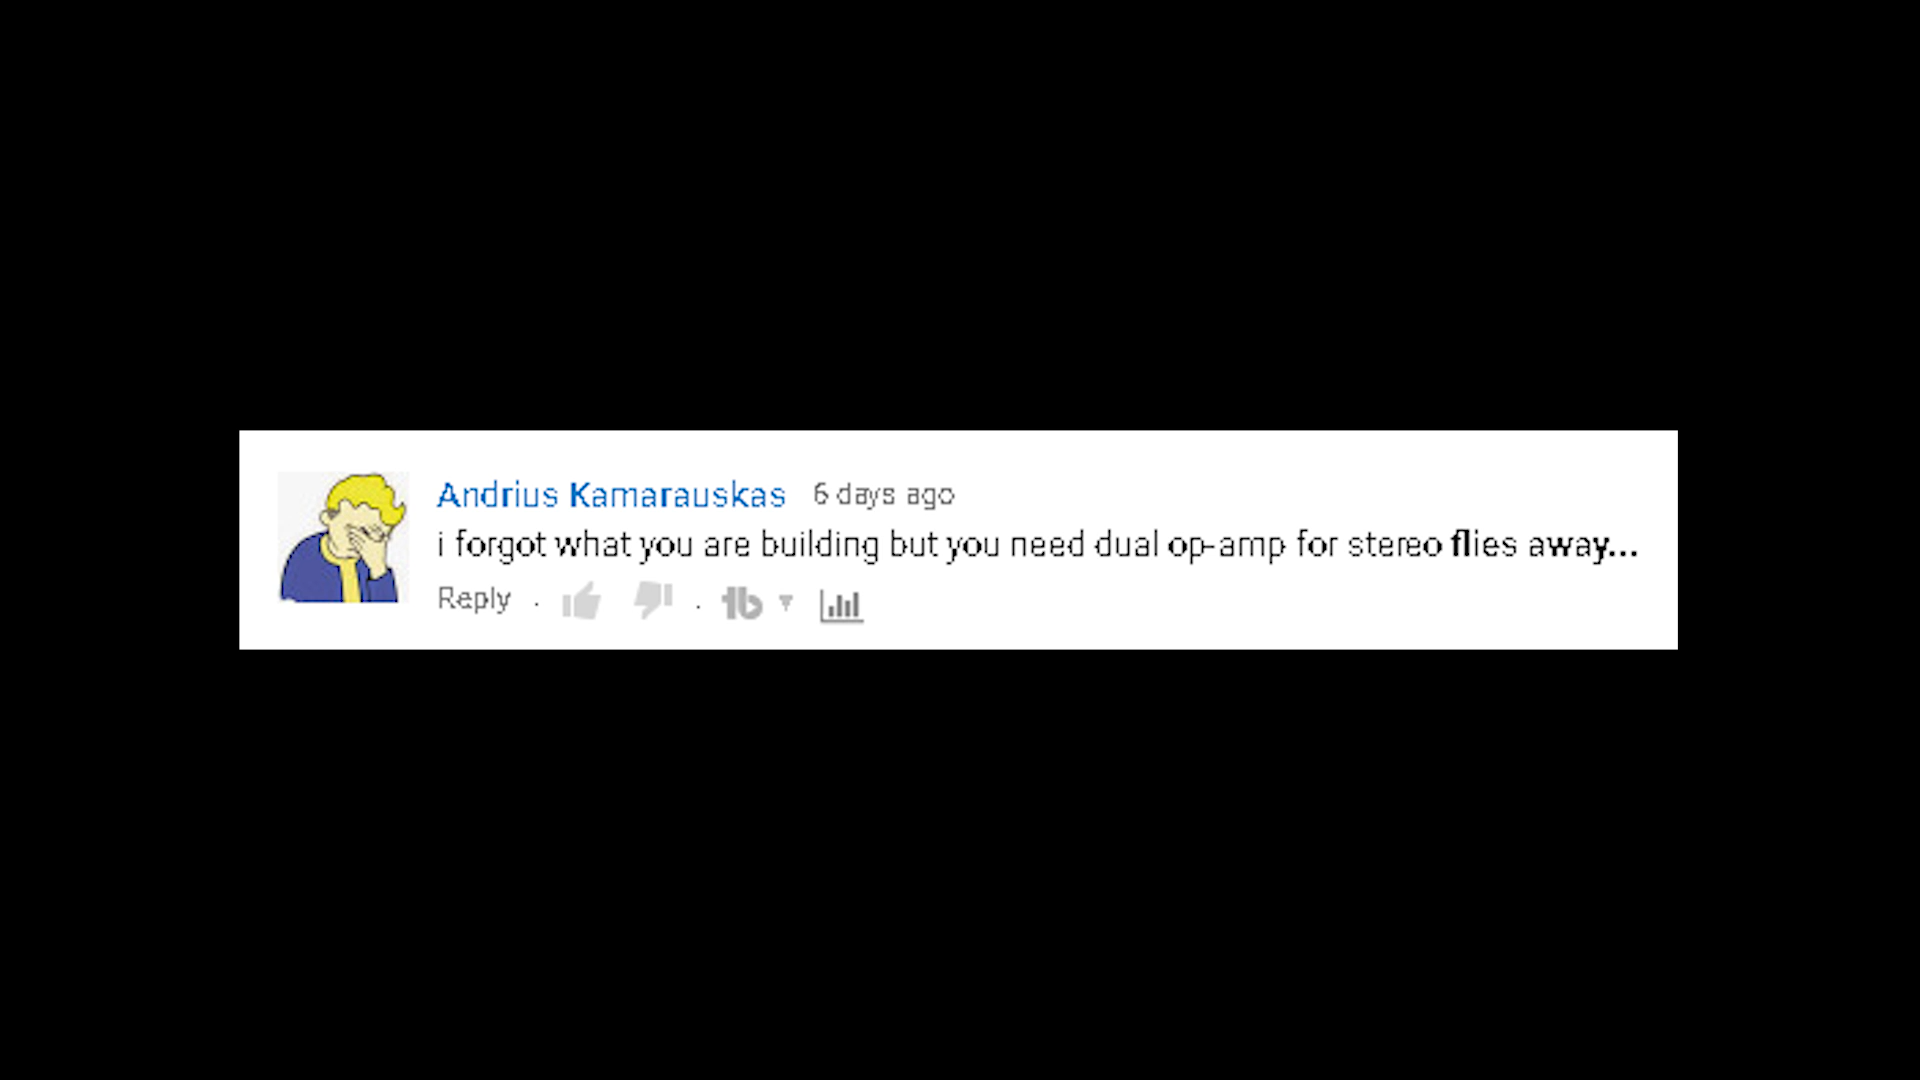 Andrius Kamarauskas 6 days ago
i forgot what you are building but you need dual op-amp for stereo flies away...
Reply · · tb